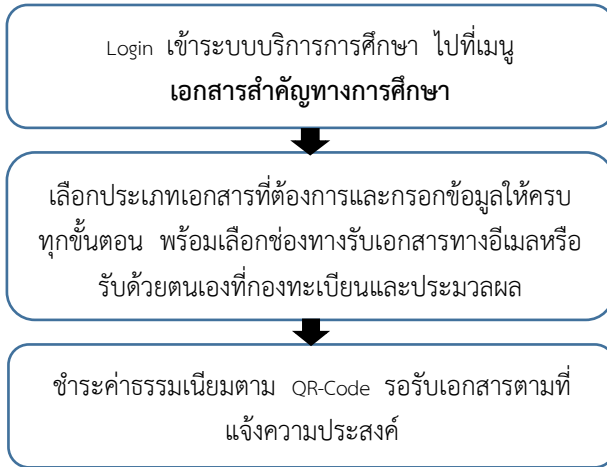 Login เข้าระบบบริการการศึกษา ไปที่เมนู
เอกสารสำคัญทางการศึกษา
เลือกประเภทเอกสารที่ต้องการและกรอกข้อมูลให้ครบ
ทุกขั้นตอน พร้อมเลือกช่องทางรับเอกสารทางอีเมลหรือ
รับด้วยตนเองที่กองทะเบียนและประมวลผล
ชำระค่าธรรมเนียมตาม QR-Code รอรับเอกสารตามที่
แจ้งความประสงค์